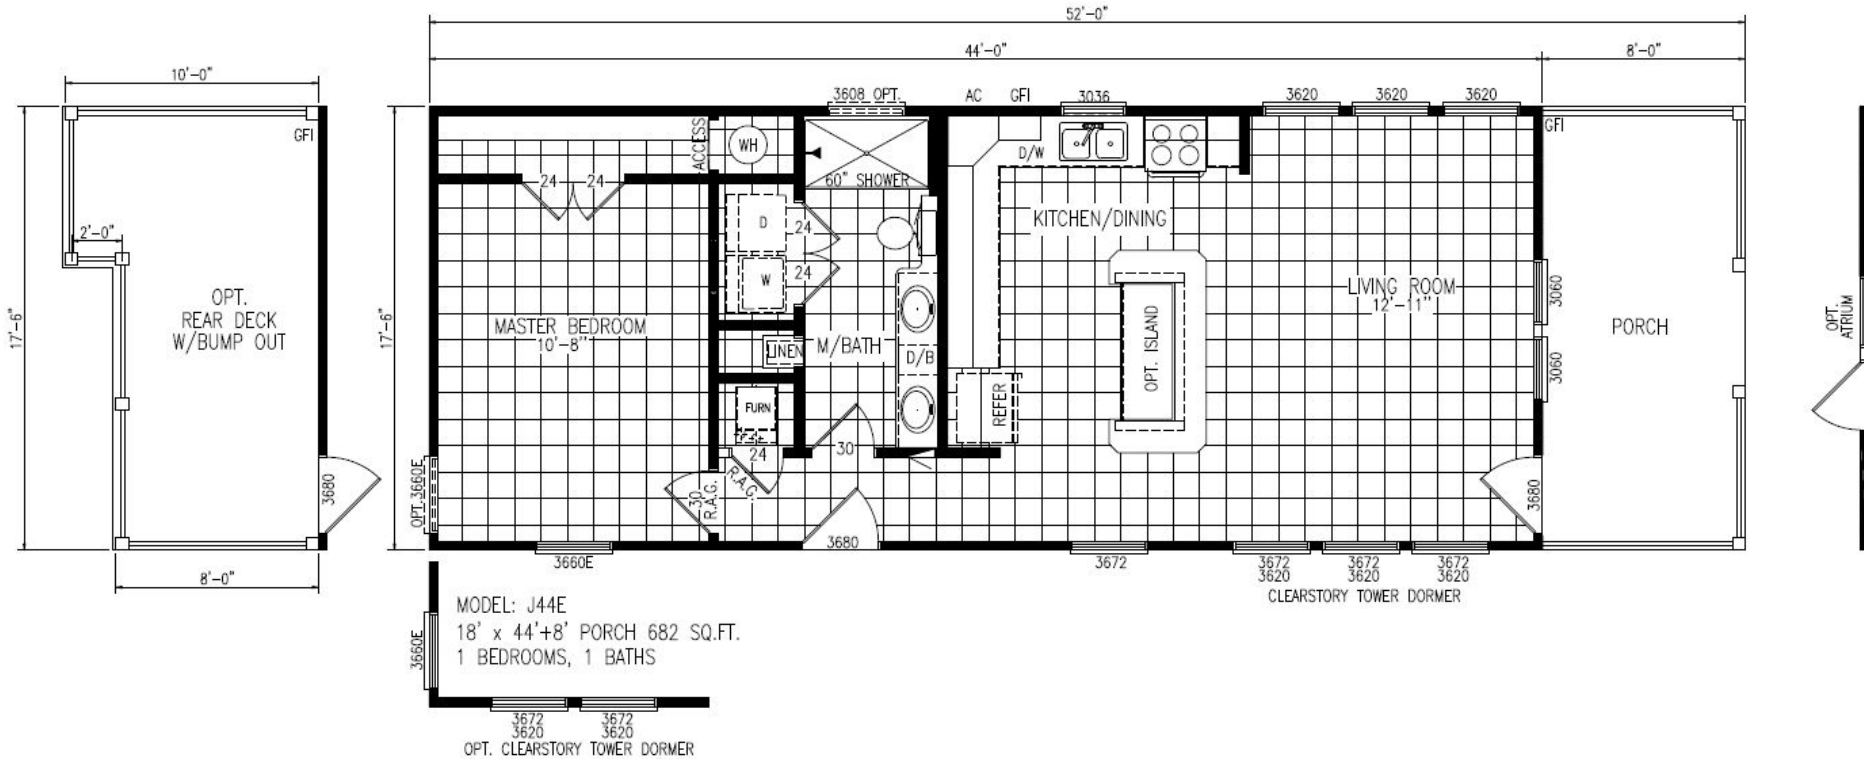 52'-0"
44'-0"
8'-0"
10'-0"
3608 OPT.
AC GFI
3036
3620
3620
3620
GFI
GFI
17'-6"
2'-0"
OPT.
REAR DECK
W/BUMP OUT
3680
8'-0"
17'-6"
ACCESS
WH
24 24
60" SHOWER
D/W
D
24
W
24
KITCHEN/DINING
MASTER BEDROOM
10'-8"
LINEN
M/BATH
D/B
FURN
24
R.A.G.
30
R.A.G.
30
REFER
OPT. ISLAND
LIVING ROOM
12'-11"
3060
3060
PORCH
OPT.
ATRIUM
3680
OPT.3660E
3660E
3680
3672
3672
3620
3672
3620
3672
3620
CLEARSTORY TOWER DORMER
MODEL: J44E
18' x 44'+8' PORCH 682 SQ.FT.
1 BEDROOMS, 1 BATHS
3660E
3672
3620
3672
3620
OPT. CLEARSTORY TOWER DORMER